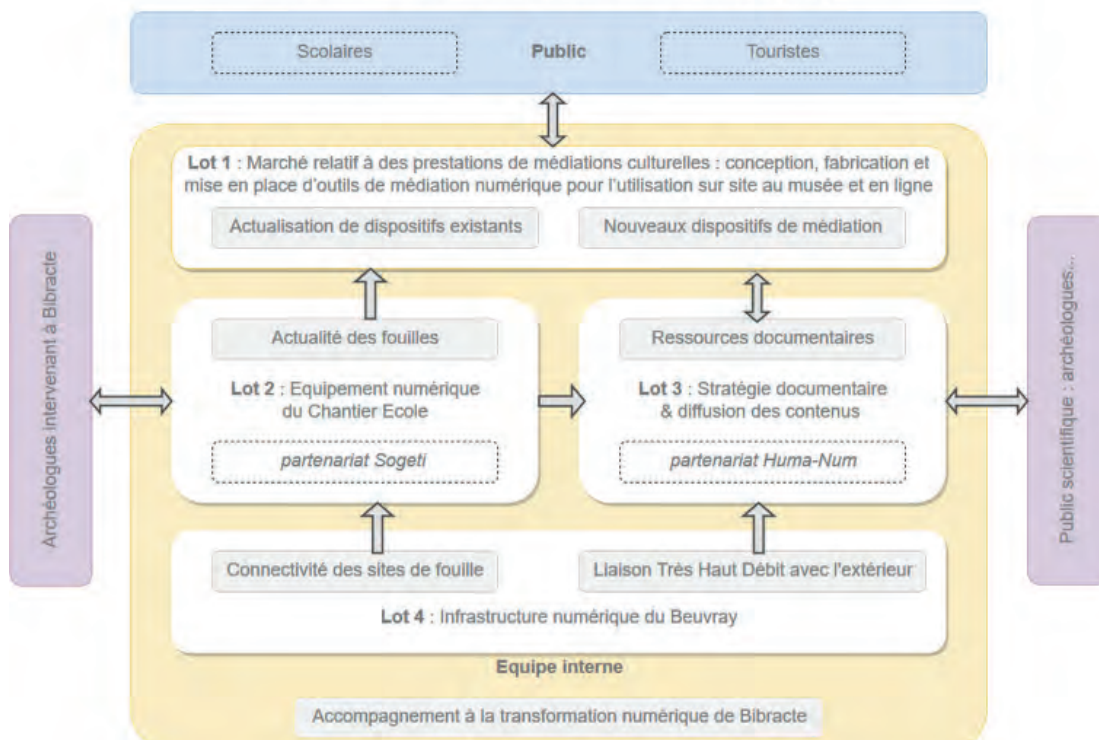 Scolaires
Public
Touristes
Lot 1 : Marché relatif à des prestations de médiations culturelles : conception, fabrication et
mise en place d'outils de médiation numérique pour l'utilisation sur site au musée et en ligne
Actualisation de dispositifs existants
Nouveaux dispositifs de médiation
Archéologues intervenant à Bibracte
Actualité des fouilles
Lot 2 : Equipement numérique
du Chantier Ecole
partenariat Sogeti
Ressources documentaires
Lot 3 : Stratégie documentaire
& diffusion des contenus
partenariat Huma-Num
Public scientifique : archéologues...
Connectivité des sites de fouille
Liaison Très Haut Débit avec l'extérieur
Lot 4 : Infrastructure numérique du Beuvray
Equipe interne
Accompagnement à la transformation numérique de Bibracte